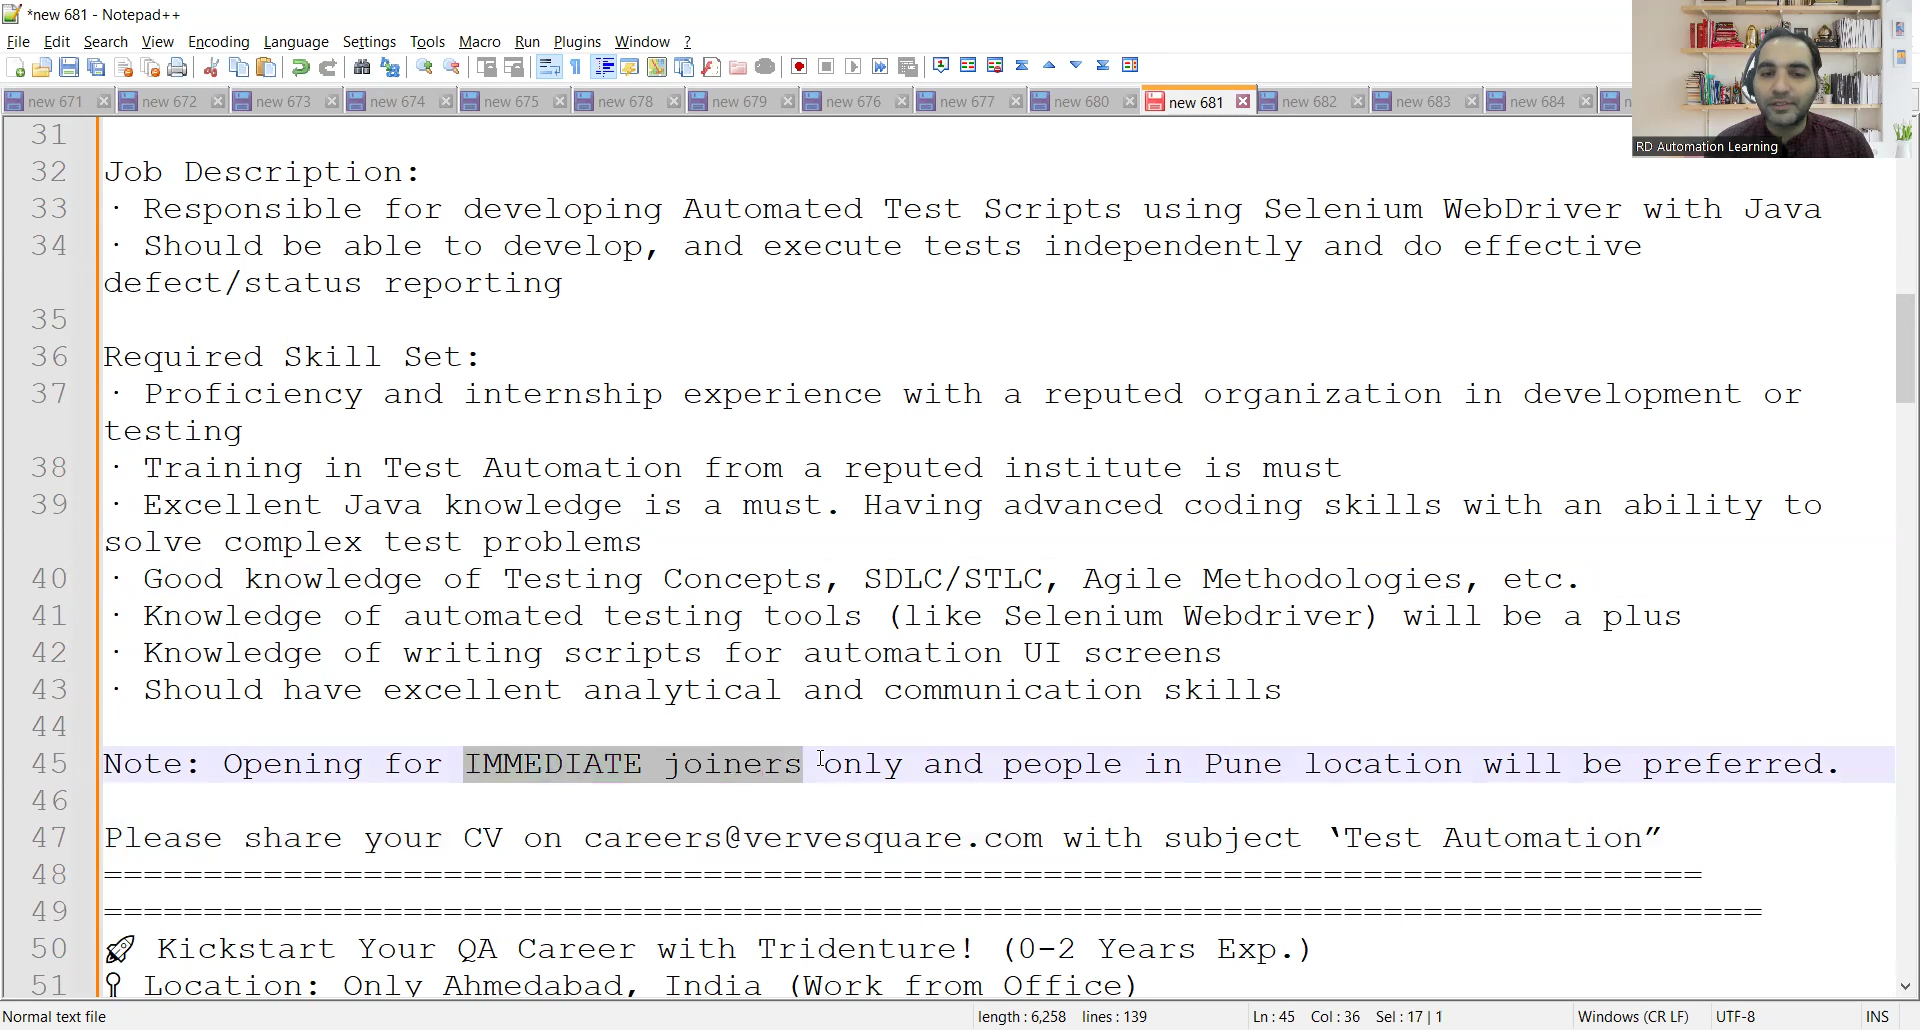 *new 681 - Notepad++
File Edit Search View Encoding Language Settings Tools Macro Run Plugins Window ?
new 671 new 672 new 673 new 674 new 675 new 678 new 679 new 676 new 677 new 680 new 681 new 682 new 683 new 684
RD Automation Learning
31
32 Job Description:
33 · Responsible for developing Automated Test Scripts using Selenium WebDriver with Java
34 · Should be able to develop, and execute tests independently and do effective
defect/status reporting
35
36 Required Skill Set:
37 · Proficiency and internship experience with a reputed organization in development or
testing
38 · Training in Test Automation from a reputed institute is must
39 · Excellent Java knowledge is a must. Having advanced coding skills with an ability to
solve complex test problems
40 · Good knowledge of Testing Concepts, SDLC/STLC, Agile Methodologies, etc.
41 · Knowledge of automated testing tools (like Selenium Webdriver) will be a plus
42 · Knowledge of writing scripts for automation UI screens
43 · Should have excellent analytical and communication skills
44
45 Note: Opening for IMMEDIATE joiners only and people in Pune location will be preferred.
46
47 Please share your CV on careers@vervesquare.com with subject ‘Test Automation”
48 ================================================================================
49 ===================================================================================
50 🚀 Kickstart Your QA Career with Tridenture! (0-2 Years Exp.)
51 📍 Location: Only Ahmedabad, India (Work from Office)
Normal text file length : 6,258 lines : 139 Ln : 45 Col : 36 Sel : 17 | 1 Windows (CR LF) UTF-8 INS